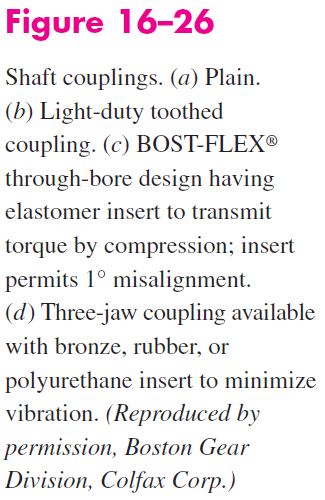 Figure 16–26
Shaft couplings. (a) Plain.
(b) Light-duty toothed
coupling. (c) BOST-FLEX®
through-bore design having
elastomer insert to transmit
torque by compression; insert
permits 1° misalignment.
(d) Three-jaw coupling available
with bronze, rubber, or
polyurethane insert to minimize
vibration. (Reproduced by
permission, Boston Gear
Division, Colfax Corp.)